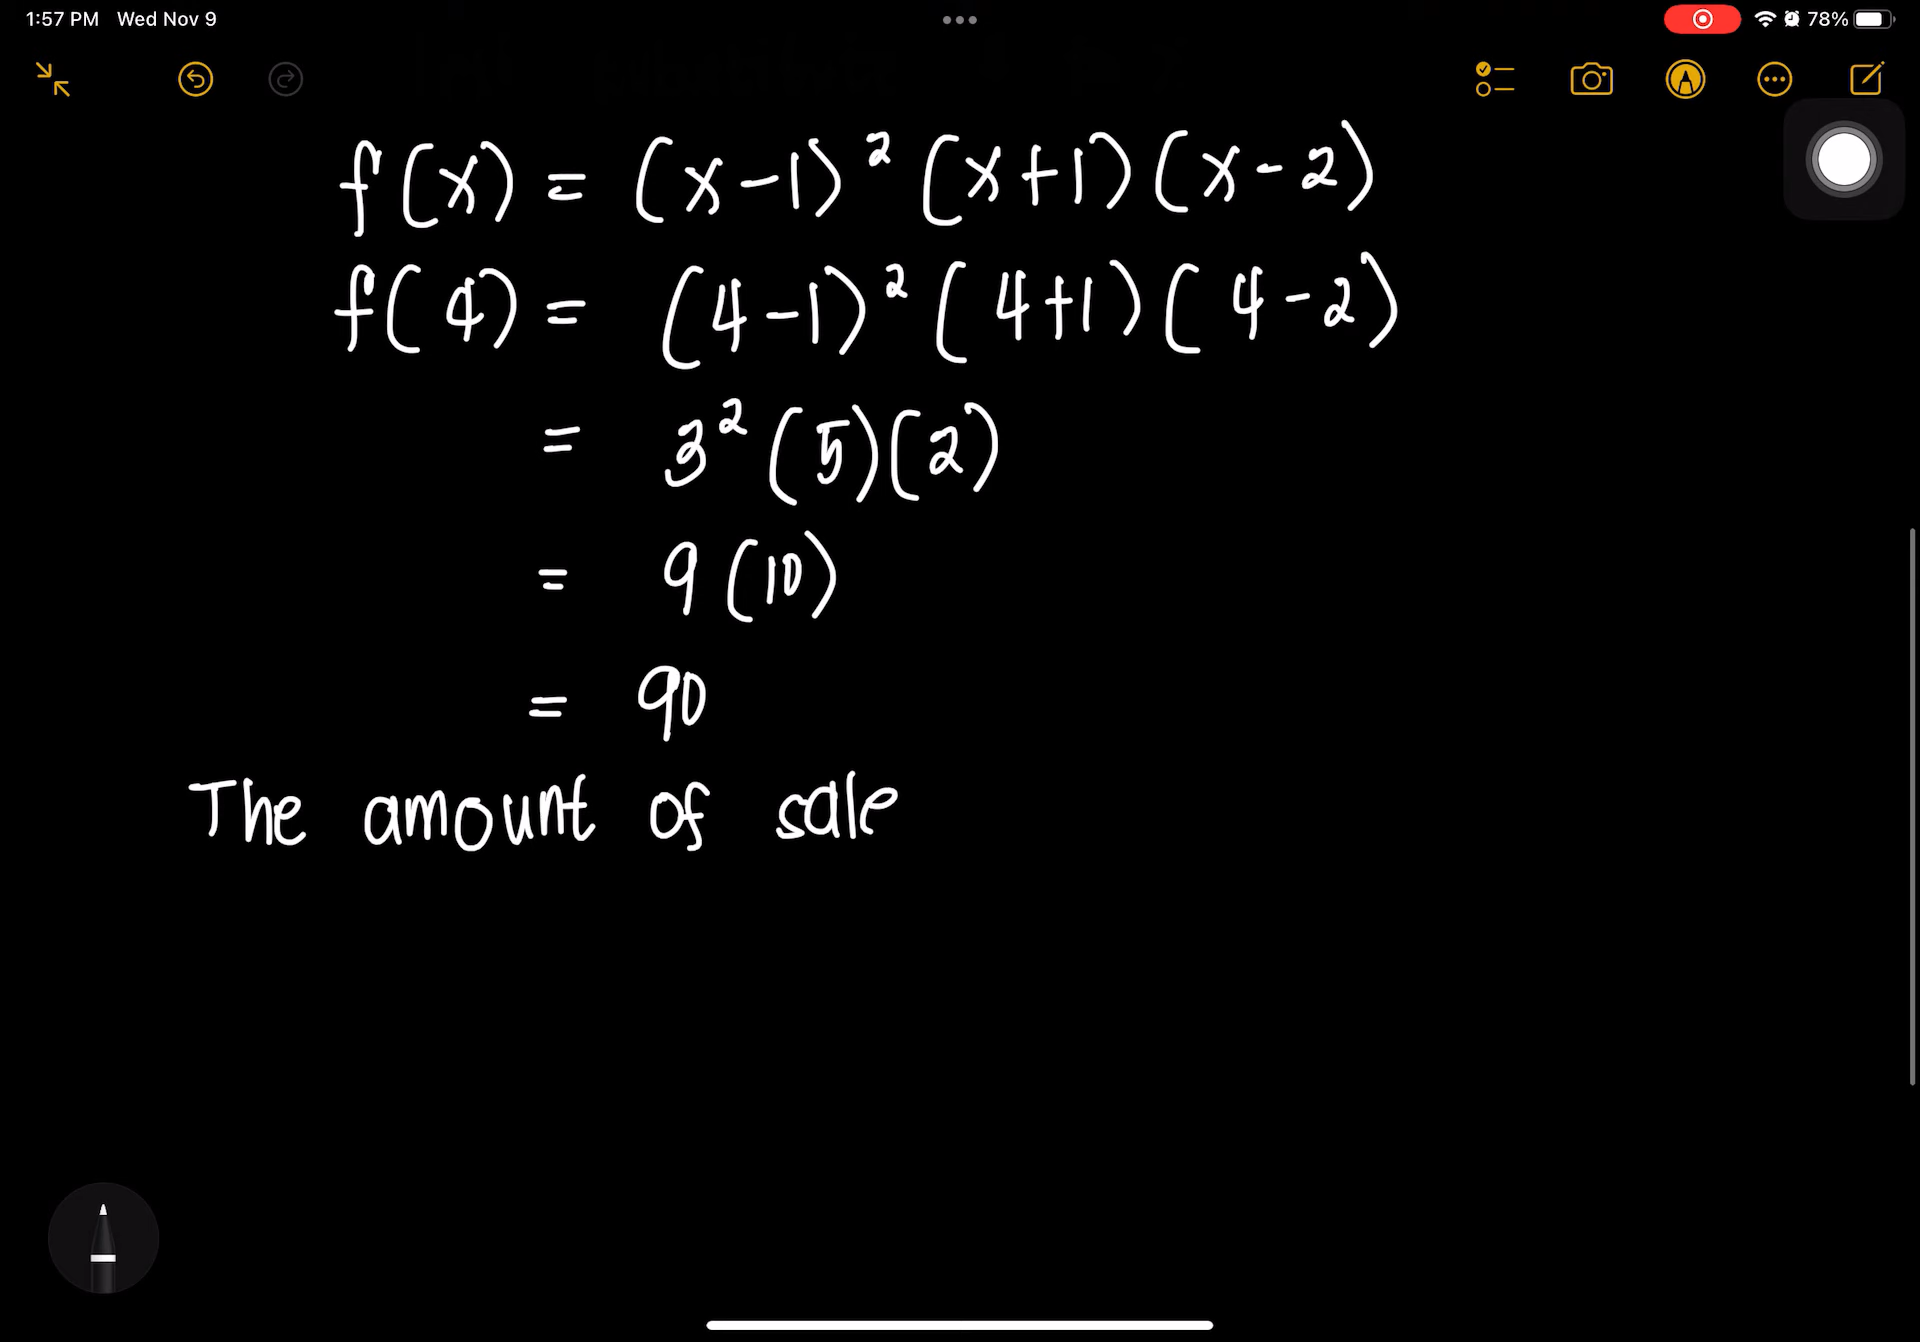 1:57 PM Wed Nov 9
78%
f(x) = (x-1)² (x+1) (x-2)
f(4) = (4-1)² (4+1) (4-2)
= 3² (5)(2)
= 9 (10)
= 90
The amount of sale